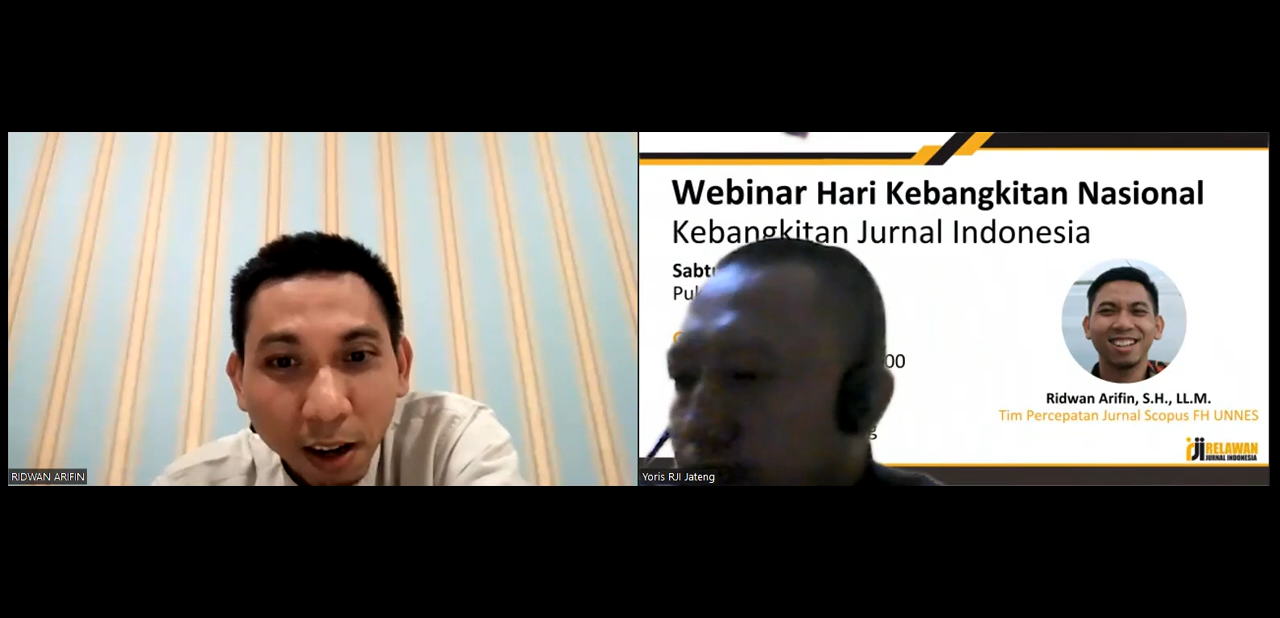 Webinar Hari Kebangkitan Nasional
Kebangkitan Jurnal Indonesia
00
Ridwan Arifin, S.H., LL.M.
Tim Percepatan Jurnal Scopus FH UNNES
RELAWAN
JURNAL INDONESIA
RIDWAN ARIFIN
Yoris RJI Jateng